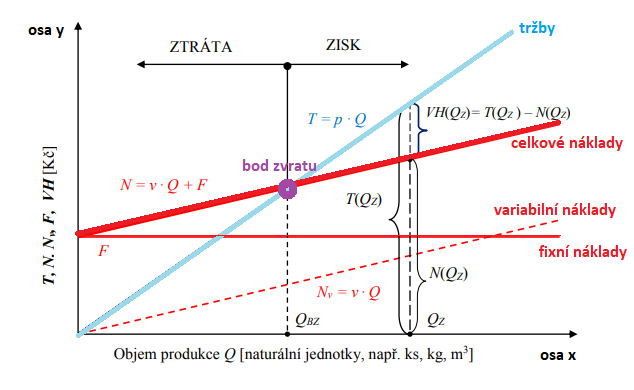 osa y
tržby
ZTRÁTA
ZISK
T = p · Q
VH(QZ) = T(QZ ) – N(QZ)
celkové náklady
bod zvratu
N = v · Q + F
T(QZ)
variabilní náklady
F
fixní náklady
N(QZ)
Nv = v · Q
T, N. Nv, F, VH [Kč]
QBZ
QZ
Objem produkce Q [naturální jednotky, např. ks, kg, m³]
osa x